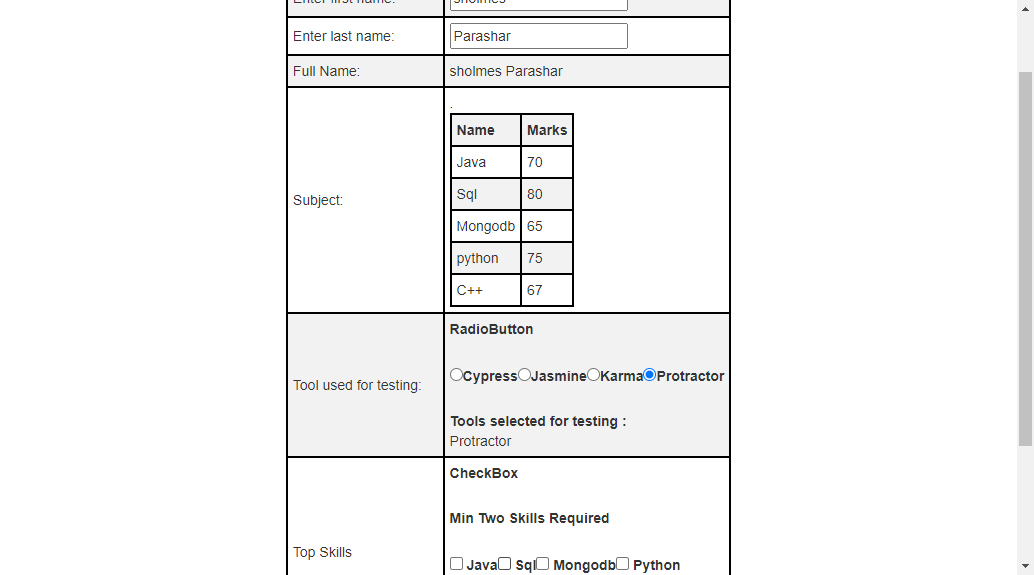 Enter first name: sholmes
Enter last name: Parashar
Full Name: sholmes Parashar
Subject:
.
Name Marks
Java 70
Sql 80
Mongodb 65
python 75
C++ 67
Tool used for testing:
RadioButton
Cypress Jasmine Karma Protractor
Tools selected for testing :
Protractor
Top Skills
CheckBox
Min Two Skills Required
Java Sql Mongodb Python